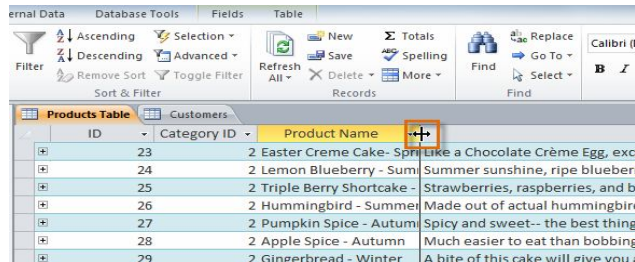 ernal Data Database Tools Fields Table
Filter
Ascending
Descending
Remove Sort
Selection
Advanced
Toggle Filter
Sort & Filter
Refresh All
New
Save
Delete
Totals
Spelling
More
Records
Find
Replace
Go To
Select
Find
Calibri (
B I
Products Table Customers
ID Category ID Product Name
23 2 Easter Creme Cake- Spri Like a Chocolate Crème Egg, exc
24 2 Lemon Blueberry - Sum Summer sunshine, ripe blueber
25 2 Triple Berry Shortcake - Strawberries, raspberries, and b
26 2 Hummingbird - Summer Made out of actual hummingbir
27 2 Pumpkin Spice - Autum Spicy and sweet-- the best thing
28 2 Apple Spice - Autumn Much easier to eat than bobbing
29 2 Gingerbread - Winter A bite of this cake will give you